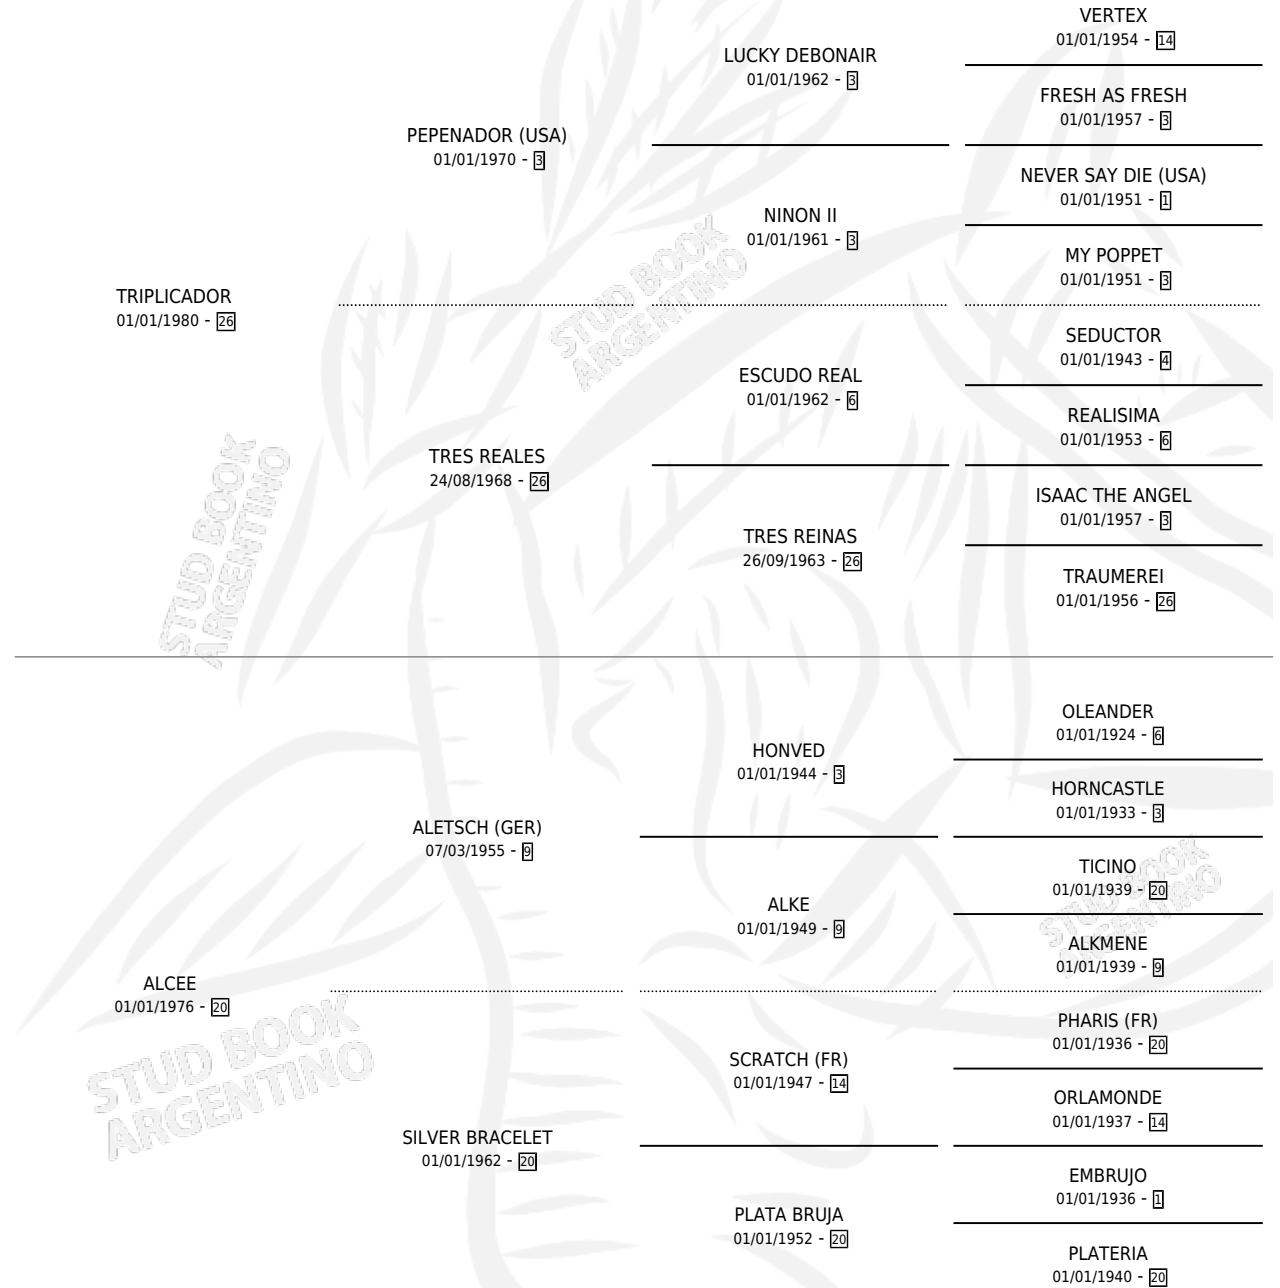 VERTEX
01/01/1954 - 14
LUCKY DEBONAIR
01/01/1962 - 3
FRESH AS FRESH
01/01/1957 - 3
PEPENADOR (USA)
01/01/1970 - 3
NEVER SAY DIE (USA)
01/01/1951 - 1
NINON II
01/01/1961 - 3
MY POPPET
01/01/1951 - 3
STUD BOOK
ARGENTINO
TRIPLICADOR
01/01/1980 - 26
SEDUCTOR
01/01/1943 - 4
ESCUDO REAL
01/01/1962 - 6
REALISIMA
01/01/1953 - 6
TRES REALES
24/08/1968 - 26
ISAAC THE ANGEL
01/01/1957 - 3
TRES REINAS
26/09/1963 - 26
TRAUMEREI
01/01/1956 - 26
STUD BOOK
ARGENTINO
OLEANDER
01/01/1924 - 6
HONVED
01/01/1944 - 3
HORNCASTLE
01/01/1933 - 3
ALETSCH (GER)
07/03/1955 - 9
TICINO
01/01/1939 - 20
ALKE
01/01/1949 - 9
ALKMENE
01/01/1939 - 9
STUD BOOK
ARGENTINO
ALCEE
01/01/1976 - 20
PHARIS (FR)
01/01/1936 - 20
SCRATCH (FR)
01/01/1947 - 14
ORLAMONDE
01/01/1937 - 14
STUD BOOK
ARGENTINO
SILVER BRACELET
01/01/1962 - 20
EMBRUJO
01/01/1936 - 1
PLATA BRUJA
01/01/1952 - 20
PLATERIA
01/01/1940 - 20